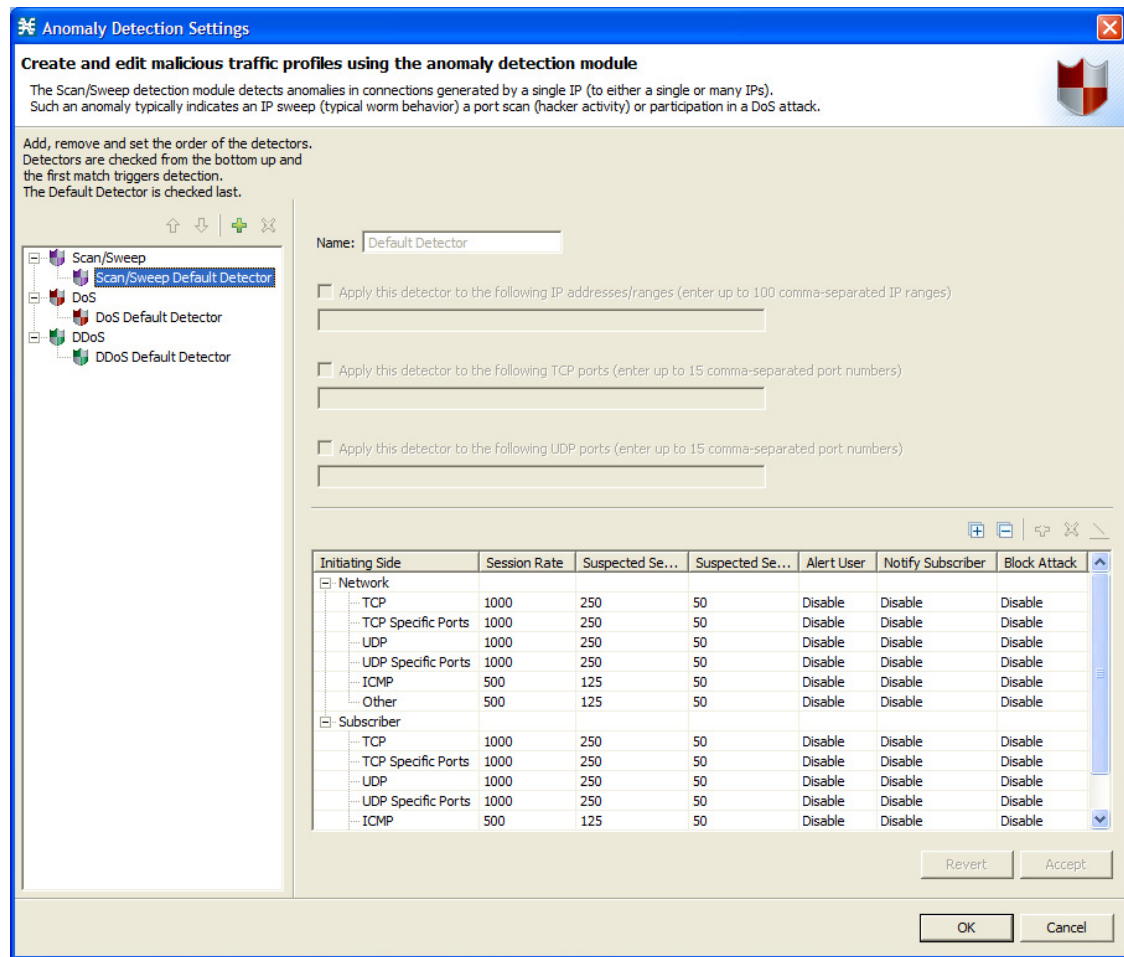 Anomaly Detection Settings
Create and edit malicious traffic profiles using the anomaly detection module
The Scan/Sweep detection module detects anomalies in connections generated by a single IP (to either a single or many IPs).
Such an anomaly typically indicates an IP sweep (typical worm behavior) a port scan (hacker activity) or participation in a DoS attack.
Add, remove and set the order of the detectors.
Detectors are checked from the bottom up and
the first match triggers detection.
The Default Detector is checked last.
Scan/Sweep
Scan/Sweep Default Detector
DoS
DoS Default Detector
DDoS
DDoS Default Detector
Name: Default Detector
Apply this detector to the following IP addresses/ranges (enter up to 100 comma-separated IP ranges)
Apply this detector to the following TCP ports (enter up to 15 comma-separated port numbers)
Apply this detector to the following UDP ports (enter up to 15 comma-separated port numbers)
Initiating Side Session Rate Suspected Se... Suspected Se... Alert User Notify Subscriber Block Attack
Network
TCP 1000 250 50 Disable Disable Disable
TCP Specific Ports 1000 250 50 Disable Disable Disable
UDP 1000 250 50 Disable Disable Disable
UDP Specific Ports 1000 250 50 Disable Disable Disable
ICMP 500 125 50 Disable Disable Disable
Other 500 125 50 Disable Disable Disable
Subscriber
TCP 1000 250 50 Disable Disable Disable
TCP Specific Ports 1000 250 50 Disable Disable Disable
UDP 1000 250 50 Disable Disable Disable
UDP Specific Ports 1000 250 50 Disable Disable Disable
ICMP 500 125 50 Disable Disable Disable
Revert Accept
OK Cancel